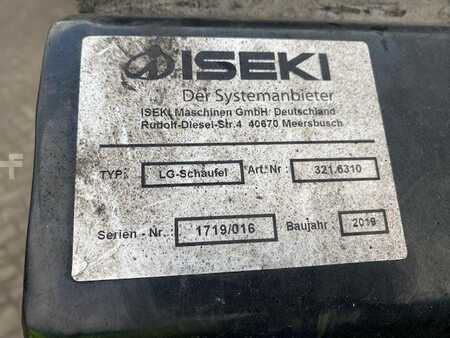 ISEKI
Der Systemanbieter
ISEKI Maschinen GmbH Deutschland
Rudolf-Diesel-Str.4 40670 Meersbusch
TYP: LG-Schaufel Art.Nr : 321.6310
Serien - Nr.: 1719/016 Baujahr : 2019